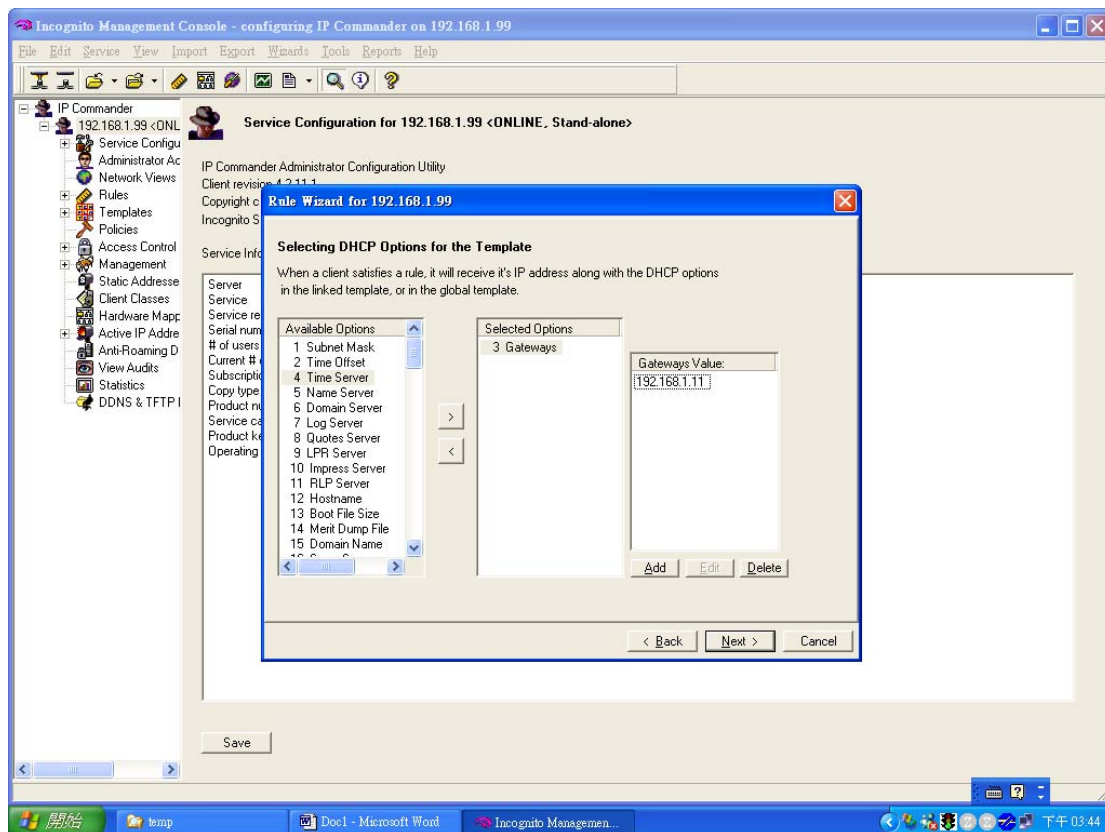 Incognito Management Console - configuring IP Commander on 192.168.1.99
File Edit Service View Import Export Wizards Tools Reports Help
IP Commander
192.168.1.99 <ONL
Service Configu
Administrator Ac
Network Views
Rules
Templates
Policies
Access Control
Management
Static Addresse
Client Classes
Hardware Mapp
Active IP Addre
Anti-Roaming D
View Audits
Statistics
DDNS & TFTP I
Service Configuration for 192.168.1.99 <ONLINE, Stand-alone>
IP Commander Administrator Configuration Utility
Client revision 4.2.11.1
Copyright c
Incognito S
Service Info
Server
Service
Service re
Serial num
# of users
Current #
Subscriptio
Copy type
Product nu
Service ca
Product ke
Operating
Rule Wizard for 192.168.1.99
Selecting DHCP Options for the Template
When a client satisfies a rule, it will receive it's IP address along with the DHCP options
in the linked template, or in the global template.
Available Options
1 Subnet Mask
2 Time Offset
4 Time Server
5 Name Server
6 Domain Server
7 Log Server
8 Quotes Server
9 LPR Server
10 Impress Server
11 RLP Server
12 Hostname
13 Boot File Size
14 Merit Dump File
15 Domain Name
>
<
Selected Options
3 Gateways
Gateways Value:
192.168.1.11
Add Edit Delete
< Back Next > Cancel
Save
開始 temp Doc1 - Microsoft Word Incognito Managemen... 下午 03:44